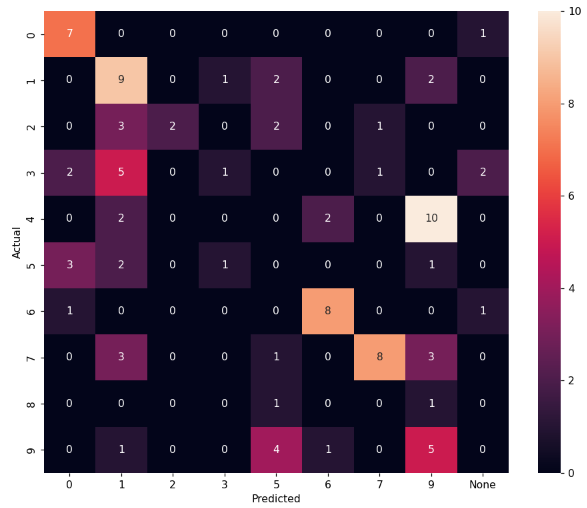 10
0 7 0 0 0 0 0 0 0 1
1 0 9 0 1 2 0 0 2 0
8
2 0 3 2 0 2 0 1 0 0
3 2 5 0 1 0 0 1 0 2
6
Actual
4 0 2 0 0 0 2 0 10 0
4
5 3 2 0 1 0 0 0 1 0
6 1 0 0 0 0 8 0 0 1
2
7 0 3 0 0 1 0 8 3 0
8 0 0 0 0 1 0 0 1 0
9 0 1 0 0 4 1 0 5 0
0
0 1 2 3 5 6 7 9 None
Predicted